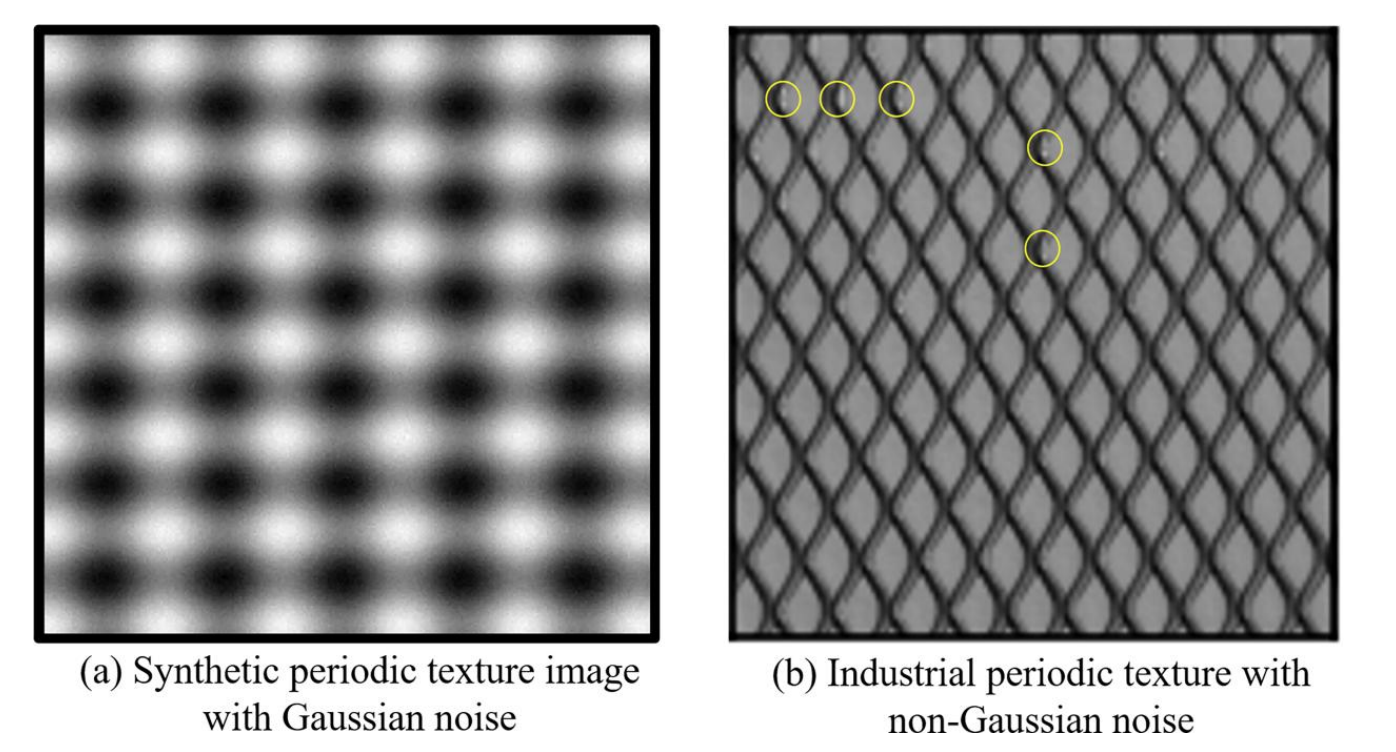 (a) Synthetic periodic texture image
with Gaussian noise
(b) Industrial periodic texture with
non-Gaussian noise